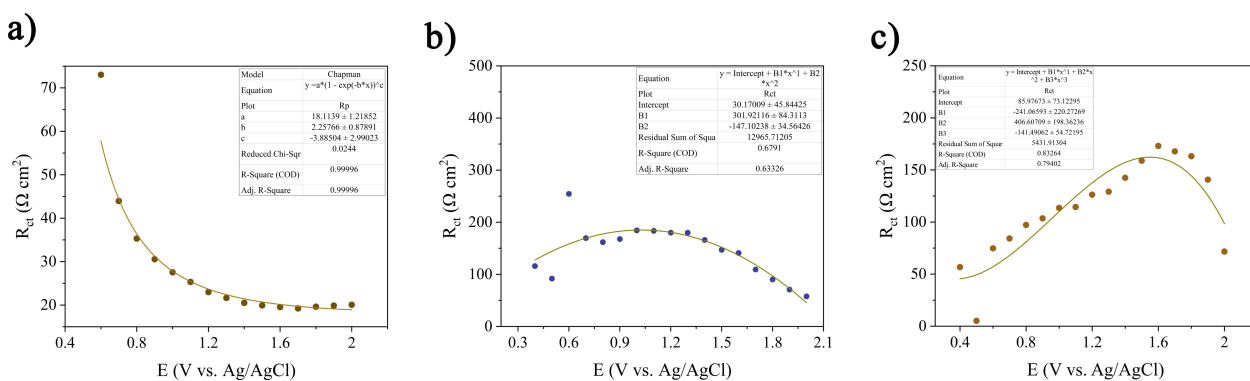 a)
70
60
50
40
30
20
0.4
0.8
1.2
1.6
2
R_ct (Ω cm²)
E (V vs. Ag/AgCl)
Model Chapman
Equation y =a*(1 - exp(-b*x))^c
Plot Rp
a 18.1139 ± 1.21852
b 2.25766 ± 0.87891
c -3.88504 ± 2.99023
Reduced Chi-Sqr 0.0244
R-Square (COD) 0.99996
Adj. R-Square 0.99996
b)
500
400
300
200
100
0
0.3
0.6
0.9
1.2
1.5
1.8
2.1
R_ct (Ω cm²)
E (V vs. Ag/AgCl)
Equation y = Intercept + B1*x^1 + B2
*x^2
Plot Rct
Intercept 30.17009 ± 45.84425
B1 301.92116 ± 84.3113
B2 -147.10238 ± 34.56426
Residual Sum of Squa 12965.71205
R-Square (COD) 0.6791
Adj. R-Square 0.63326
c)
250
200
150
100
50
0
0.4
0.8
1.2
1.6
2
R_ct (Ω cm²)
E (V vs. Ag/AgCl)
Equation y = Intercept + B1*x^1 + B2*x
^2 + B3*x^3
Plot Rct
Intercept 85.97673 ± 73.12295
B1 -241.06593 ± 220.27269
B2 406.60709 ± 198.36236
B3 -141.49062 ± 54.72195
Residual Sum of Squar 5431.91304
R-Square (COD) 0.83264
Adj. R-Square 0.79402